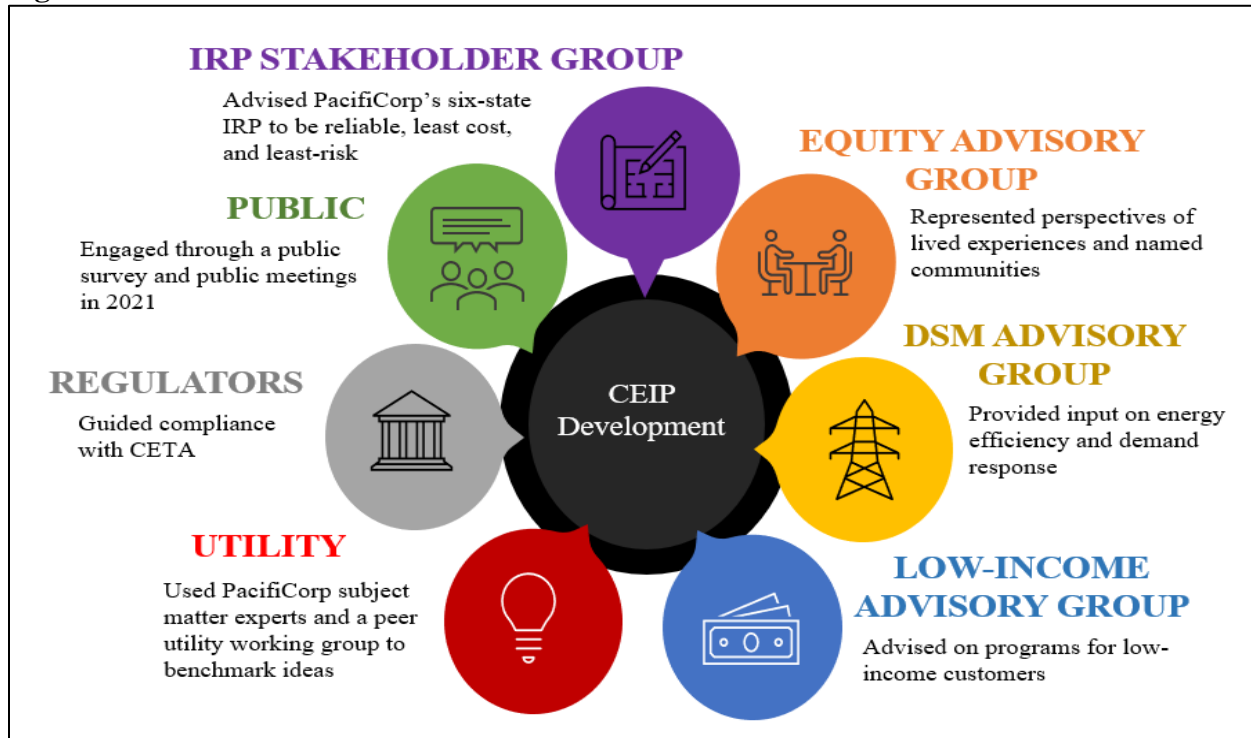 IRP STAKEHOLDER GROUP
Advised PacifiCorp's six-state
IRP to be reliable, least cost,
and least-risk
EQUITY ADVISORY
GROUP
Represented perspectives of
lived experiences and named
communities
PUBLIC
Engaged through a public
survey and public meetings
in 2021
DSM ADVISORY
GROUP
Provided input on energy
efficiency and demand
response
REGULATORS
Guided compliance
with CETA
CEIP
Development
UTILITY
Used PacifiCorp subject
matter experts and a peer
utility working group to
benchmark ideas
LOW-INCOME
ADVISORY GROUP
Advised on programs for low-
income customers